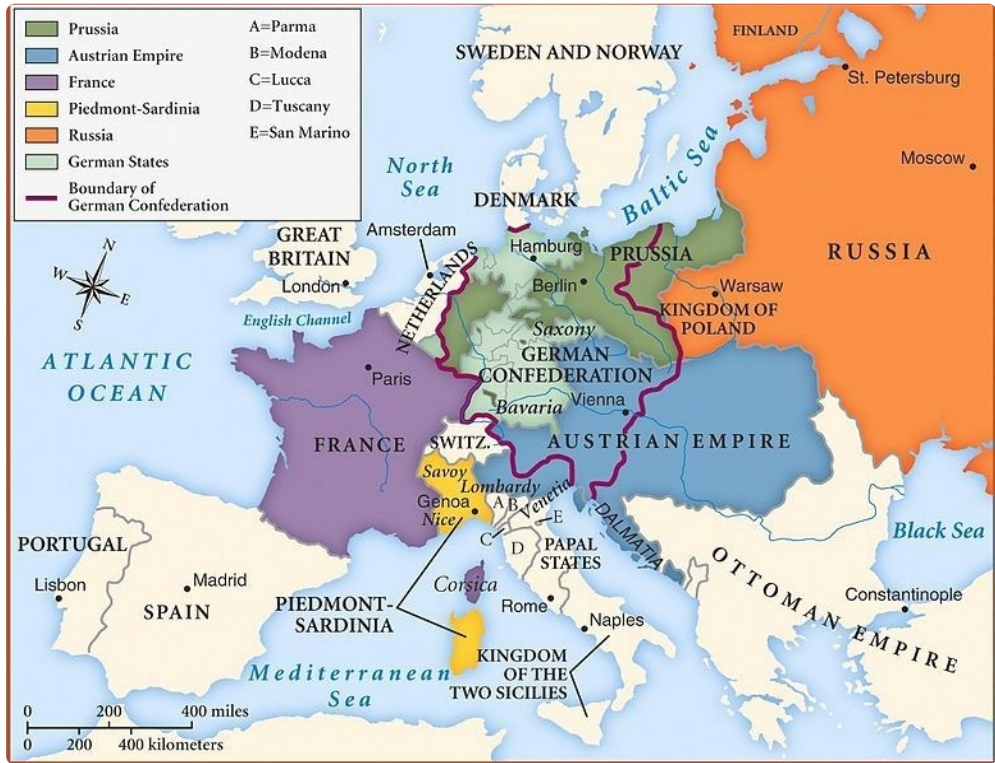 Prussia
Austrian Empire
France
Piedmont-Sardinia
Russia
German States
Boundary of
German Confederation
A=Parma
B=Modena
C=Lucca
D=Tuscany
E=San Marino
FINLAND
SWEDEN AND NORWAY
St. Petersburg
Moscow
North
Sea
Baltic Sea
DENMARK
Amsterdam
GREAT
BRITAIN
London
Hamburg
PRUSSIA
RUSSIA
N
W
E
S
NETHERLANDS
Berlin
Warsaw
KINGDOM OF
POLAND
English Channel
Saxony
GERMAN
CONFEDERATION
ATLANTIC
OCEAN
Paris
Bavaria
Vienna
FRANCE
SWITZ.
AUSTRIAN EMPIRE
Savoy
Lombardy
Venetia
Genoa
Nice
A
B
E
C
D
DALMATIA
Black Sea
PORTUGAL
PAPAL
STATES
OTTOMAN EMPIRE
Lisbon
Madrid
SPAIN
Corsica
PIEDMONT-
SARDINIA
Rome
Naples
Constantinople
Mediterranean
Sea
KINGDOM
OF THE
TWO SICILIES
0 200 400 miles
0 200 400 kilometers